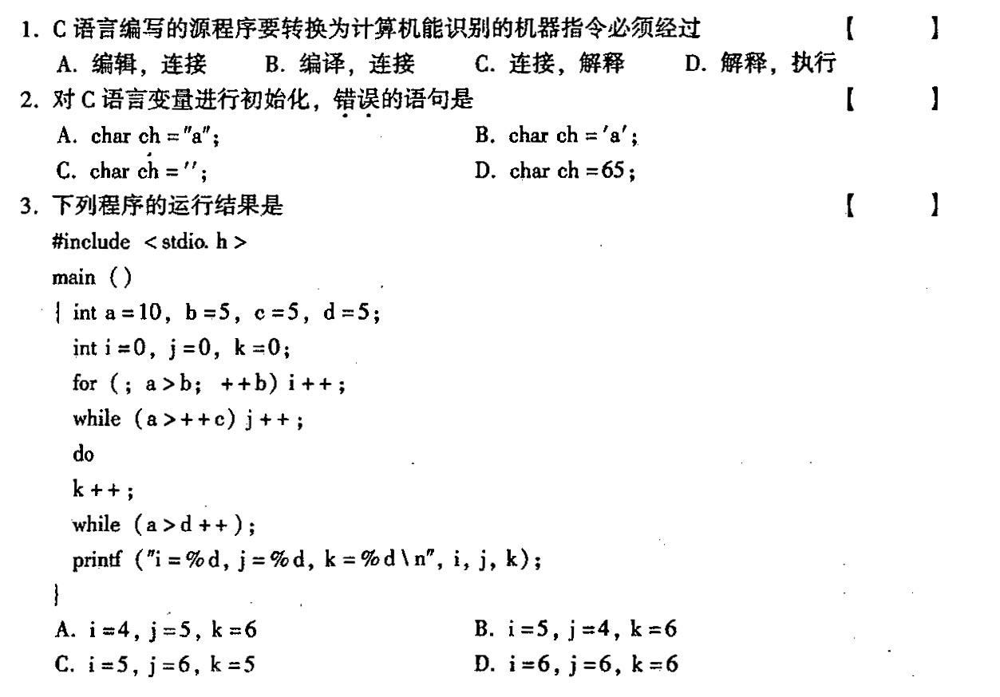 1. C 语言编写的源程序要转换为计算机能识别的机器指令必须经过 【 】
A. 编辑，连接 B. 编译，连接 C. 连接，解释 D. 解释，执行
2. 对 C 语言变量进行初始化，错误的语句是 【 】
A. char ch ="a"; B. char ch ='a';
C. char ch =''; D. char ch =65;
3. 下列程序的运行结果是 【 】
#include <stdio.h>
main ()
{ int a =10, b =5, c =5, d =5;
int i =0, j =0, k =0;
for (; a >b; ++b) i ++;
while (a >++c) j ++;
do
k ++;
while (a >d ++);
printf ("i =%d, j =%d, k =%d\n", i, j, k);
}
A. i =4, j =5, k =6 B. i =5, j =4, k =6
C. i =5, j =6, k =5 D. i =6, j =6, k =6